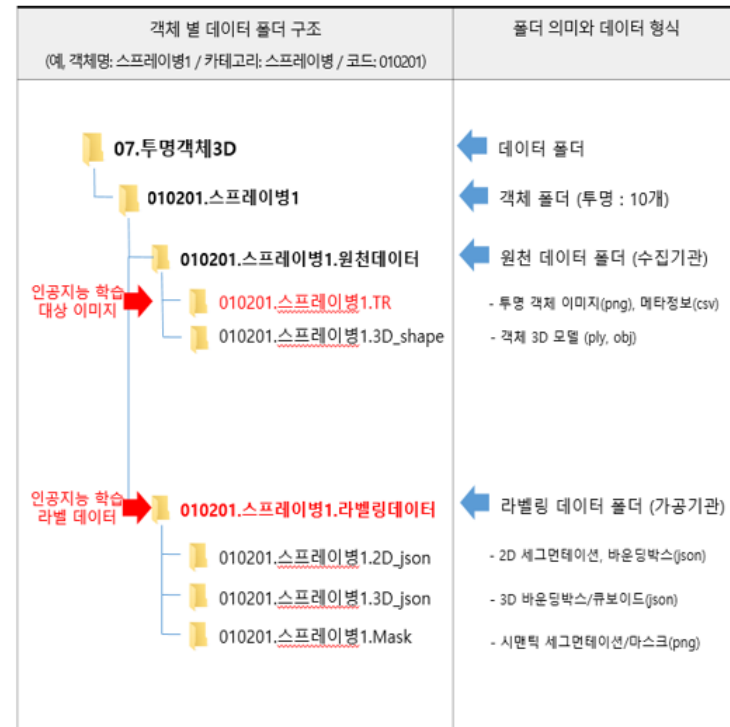 객체 별 데이터 폴더 구조
(예, 객체명: 스프레이병1 / 카테고리: 스프레이병 / 코드: 010201)
폴더 의미와 데이터 형식
07.투명객체3D
데이터 폴더
010201.스프레이병1
객체 폴더 (투명 : 10개)
010201.스프레이병1.원천데이터
원천 데이터 폴더 (수집기관)
인공지능 학습
대상 이미지
010201.스프레이병1.TR
- 투명 객체 이미지(png), 메타정보(csv)
010201.스프레이병1.3D_shape
- 객체 3D 모델 (ply, obj)
인공지능 학습
라벨 데이터
010201.스프레이병1.라벨링데이터
라벨링 데이터 폴더 (가공기관)
010201.스프레이병1.2D_json
- 2D 세그먼테이션, 바운딩박스(json)
010201.스프레이병1.3D_json
- 3D 바운딩박스/큐보이드(json)
010201.스프레이병1.Mask
- 시맨틱 세그먼테이션/마스크(png)